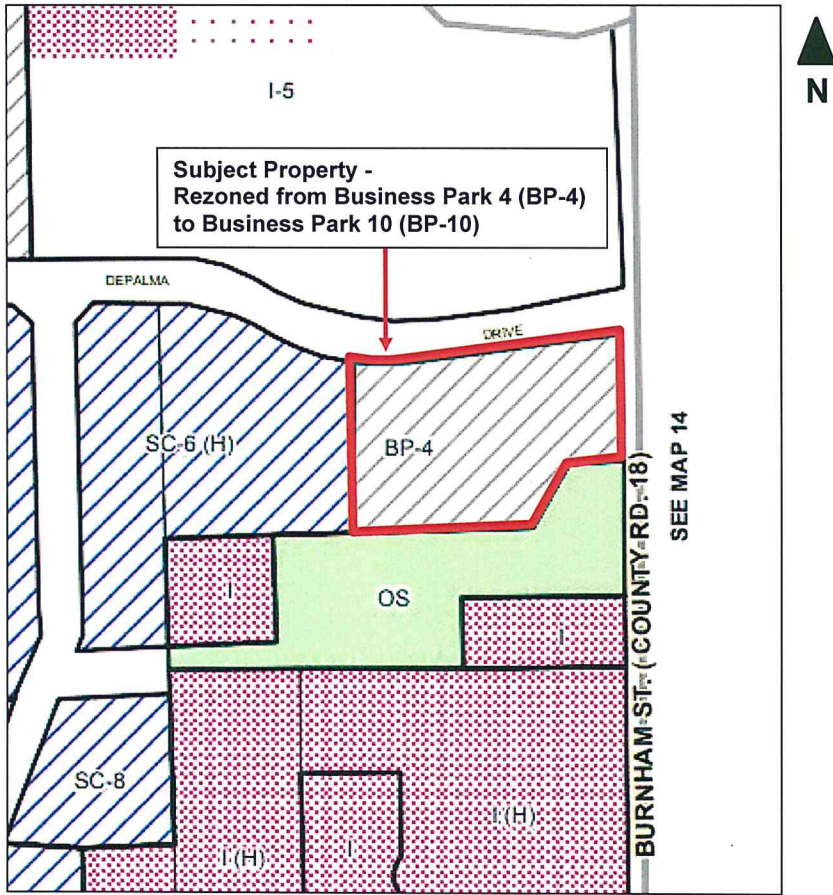 N
I-5
Subject Property -
Rezoned from Business Park 4 (BP-4)
to Business Park 10 (BP-10)
DEPALMA
DRIVE
SC-6 (H)
BP-4
SEE MAP 14
BURNHAM ST. (COUNTY RD. 18)
I
OS
I
SC-8
I (H)
I (H)
I